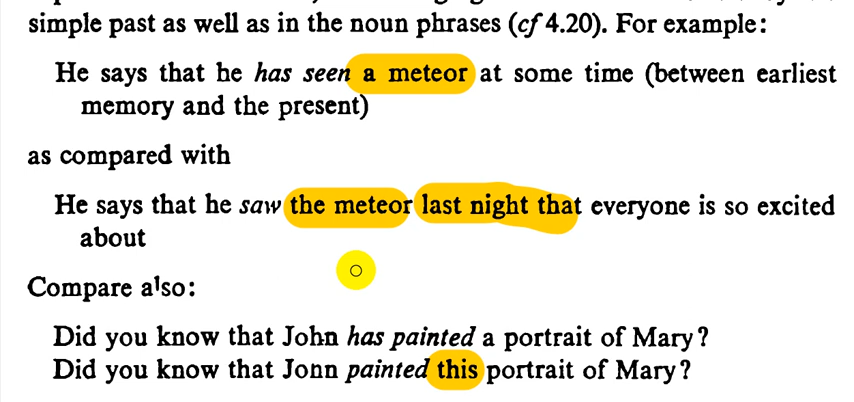 simple past as well as in the noun phrases (cf 4.20). For example:
He says that he has seen a meteor at some time (between earliest
memory and the present)
as compared with
He says that he saw the meteor last night that everyone is so excited
about
Compare also:
Did you know that John has painted a portrait of Mary?
Did you know that Jonn painted this portrait of Mary?